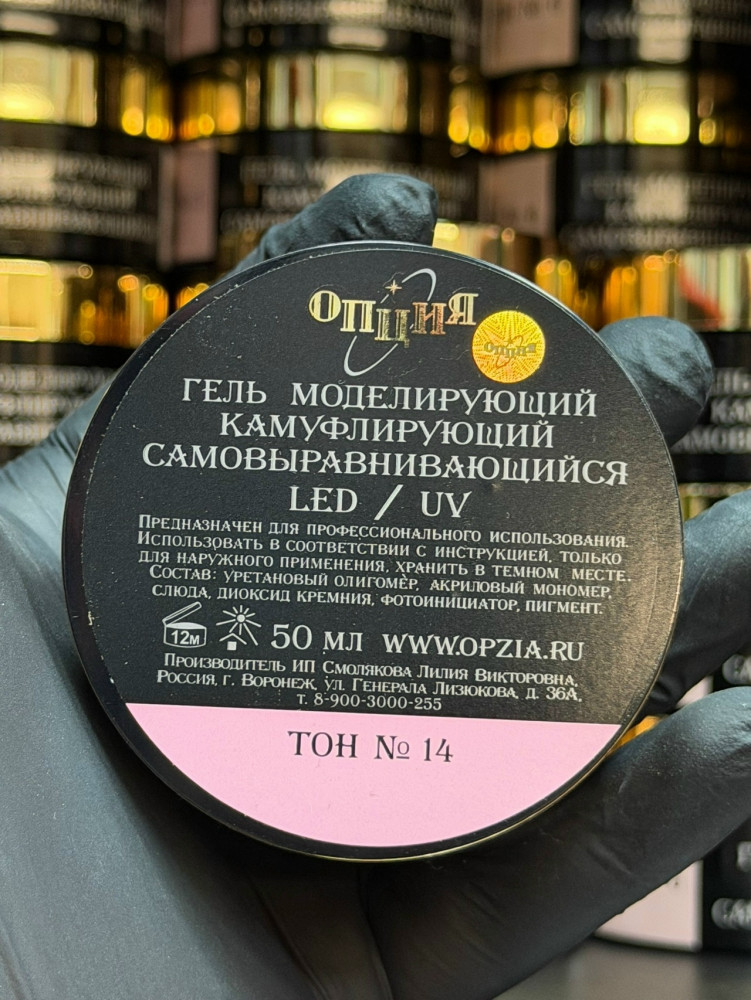 ОПЦИЯ
ОПЦИЯ
ГЕЛЬ МОДЕЛИРУЮЩИЙ
КАМУФЛИРУЮЩИЙ
САМОВЫРАВНИВАЮЩИЙСЯ
LED / UV
ПРЕДНАЗНАЧЕН ДЛЯ ПРОФЕССИОНАЛЬНОГО ИСПОЛЬЗОВАНИЯ.
ИСПОЛЬЗОВАТЬ В СООТВЕТСТВИИ С ИНСТРУКЦИЕЙ, ТОЛЬКО
ДЛЯ НАРУЖНОГО ПРИМЕНЕНИЯ, ХРАНИТЬ В ТЕМНОМ МЕСТЕ.
СОСТАВ: УРЕТАНОВЫЙ ОЛИГОМЕР, АКРИЛОВЫЙ МОНОМЕР,
СЛЮДА, ДИОКСИД КРЕМНИЯ, ФОТОИНИЦИАТОР, ПИГМЕНТ.
12М 50 МЛ WWW.OPZIA.RU
ПРОИЗВОДИТЕЛЬ ИП СМОЛЯКОВА ЛИЛИЯ ВИКТОРОВНА,
РОССИЯ, Г. ВОРОНЕЖ, УЛ. ГЕНЕРАЛА ЛИЗЮКОВА, Д. 36А,
Т. 8-900-3000-255
ТОН № 14